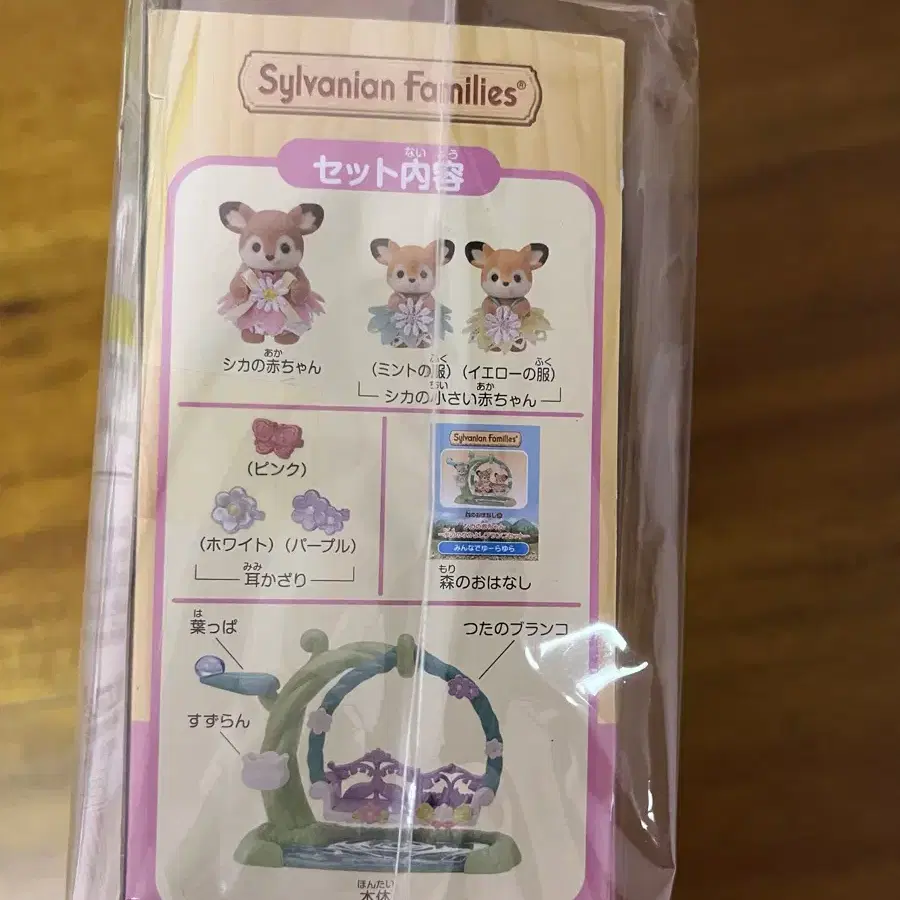 Sylvanian Families®
セット内容
ないよう
シカの赤ちゃん
あか
(ミントの服)
ふく
(イエローの服)
ふく
シカの小さい赤ちゃん
ちい
あか
(ピンク)
(ホワイト)
(パープル)
耳かざり
みみ
Sylvanian Families®
みんなでゆーらゆら
森のおはなし
もり
葉っぱ
は
つたのブランコ
すずらん
ほんたい
本体